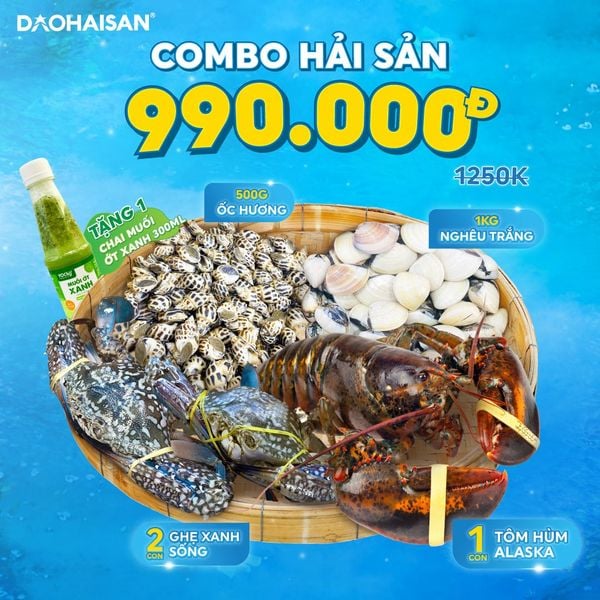 DAOHAISAN®
COMBO HẢI SẢN
990.000Đ
1250K
500G
ỐC HƯƠNG
1KG
NGHÊU TRẮNG
TẶNG 1
CHAI MUỐI
ỚT XANH 300ML
MUỐI ỚT
XANH
2 CON
GHẸ XANH
SỐNG
1 CON
TÔM HÙM
ALASKA